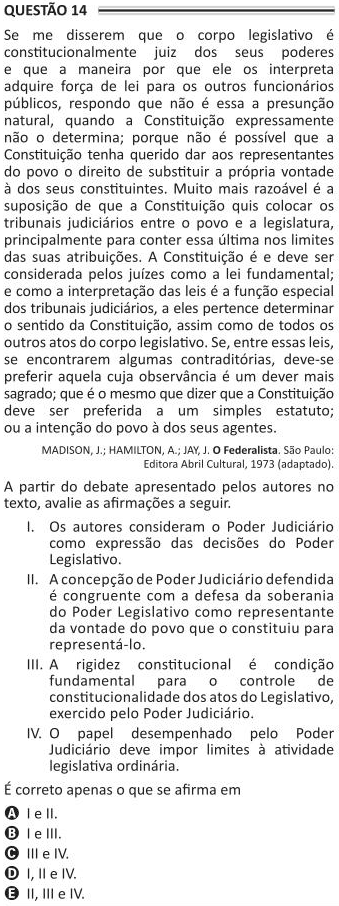 QUESTÃO 14
Se me disserem que o corpo legislativo é
constitucionalmente juiz dos seus poderes
e que a maneira por que ele os interpreta
adquire força de lei para os outros funcionários
públicos, respondo que não é essa a presunção
natural, quando a Constituição expressamente
não o determina; porque não é possível que a
Constituição tenha querido dar aos representantes
do povo o direito de substituir a própria vontade
à dos seus constituintes. Muito mais razoável é a
suposição de que a Constituição quis colocar os
tribunais judiciários entre o povo e a legislatura,
principalmente para conter essa última nos limites
das suas atribuições. A Constituição é e deve ser
considerada pelos juízes como a lei fundamental;
e como a interpretação das leis é a função especial
dos tribunais judiciários, a eles pertence determinar
o sentido da Constituição, assim como de todos os
outros atos do corpo legislativo. Se, entre essas leis,
se encontrarem algumas contraditórias, deve-se
preferir aquela cuja observância é um dever mais
sagrado; que é o mesmo que dizer que a Constituição
deve ser preferida a um simples estatuto;
ou a intenção do povo à dos seus agentes.
MADISON, J.; HAMILTON, A.; JAY, J. O Federalista. São Paulo:
Editora Abril Cultural, 1973 (adaptado).
A partir do debate apresentado pelos autores no
texto, avalie as afirmações a seguir.
I. Os autores consideram o Poder Judiciário
como expressão das decisões do Poder
Legislativo.
II. A concepção de Poder Judiciário defendida
é congruente com a defesa da soberania
do Poder Legislativo como representante
da vontade do povo que o constituiu para
representá-lo.
III. A rigidez constitucional é condição
fundamental para o controle de
constitucionalidade dos atos do Legislativo,
exercido pelo Poder Judiciário.
IV. O papel desempenhado pelo Poder
Judiciário deve impor limites à atividade
legislativa ordinária.
É correto apenas o que se afirma em
A I e II.
B I e III.
C III e IV.
D I, II e IV.
E II, III e IV.